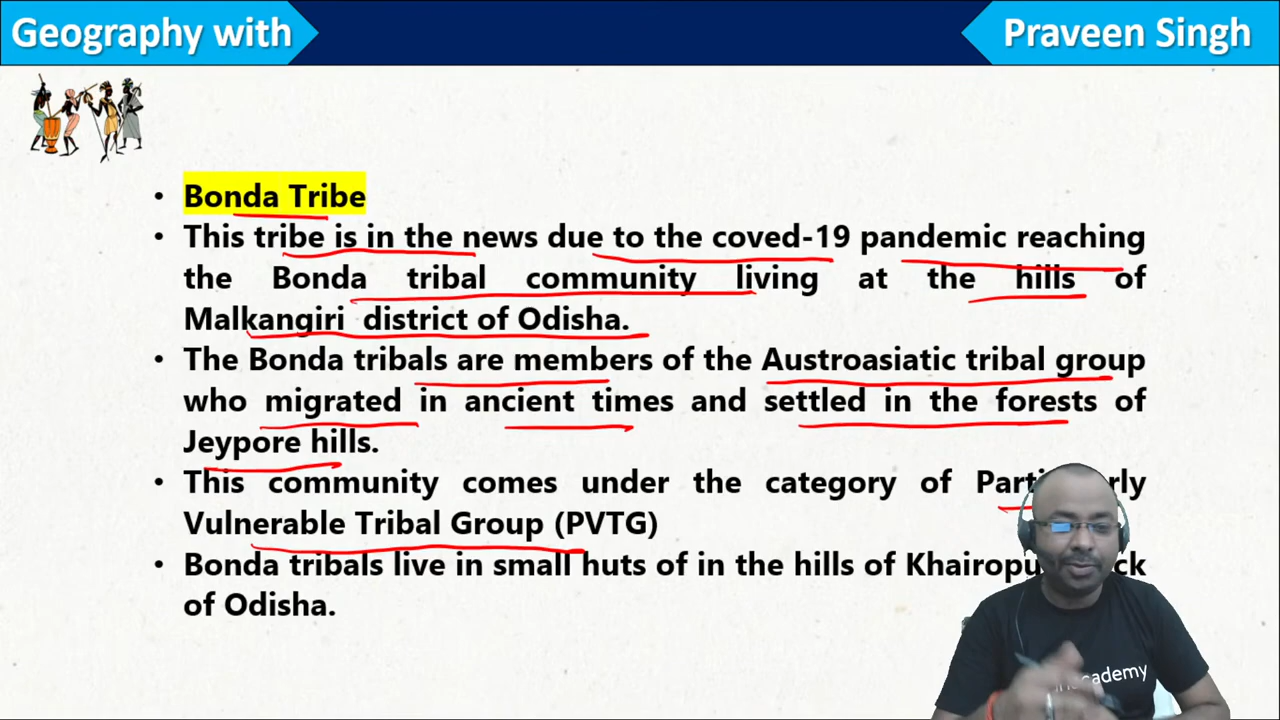 Geography with
Praveen Singh
• Bonda Tribe
• This tribe is in the news due to the coved-19 pandemic reaching
the Bonda tribal community living at the hills of
Malkangiri district of Odisha.
• The Bonda tribals are members of the Austroasiatic tribal group
who migrated in ancient times and settled in the forests of
Jeypore hills.
• This community comes under the category of
Vulnerable Tribal Group (PVTG)
• Bonda tribals live in small huts of in the hills of
of Odisha.